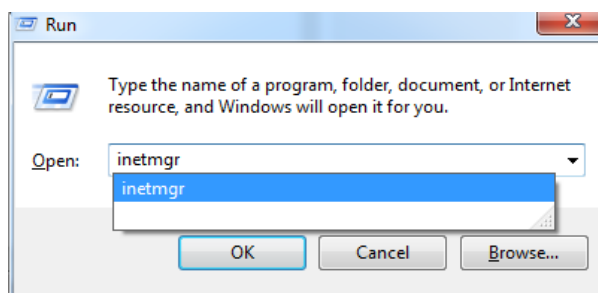 Run
Type the name of a program, folder, document, or Internet
resource, and Windows will open it for you.
Open: inetmgr
inetmgr
OK Cancel Browse...